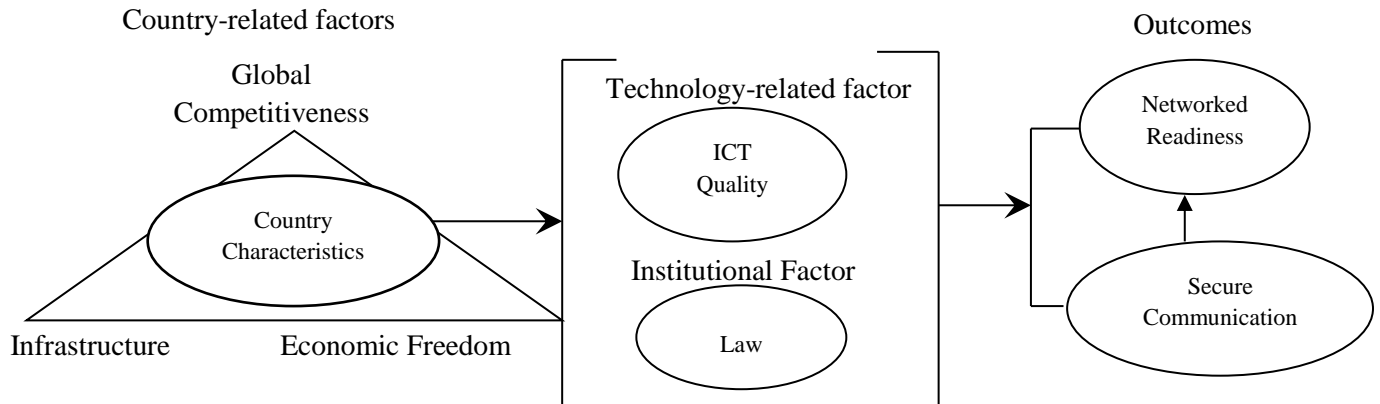 Country-related factors
Global
Competitiveness
Country
Characteristics
Infrastructure
Economic Freedom
Technology-related factor
ICT
Quality
Institutional Factor
Law
Outcomes
Networked
Readiness
Secure
Communication